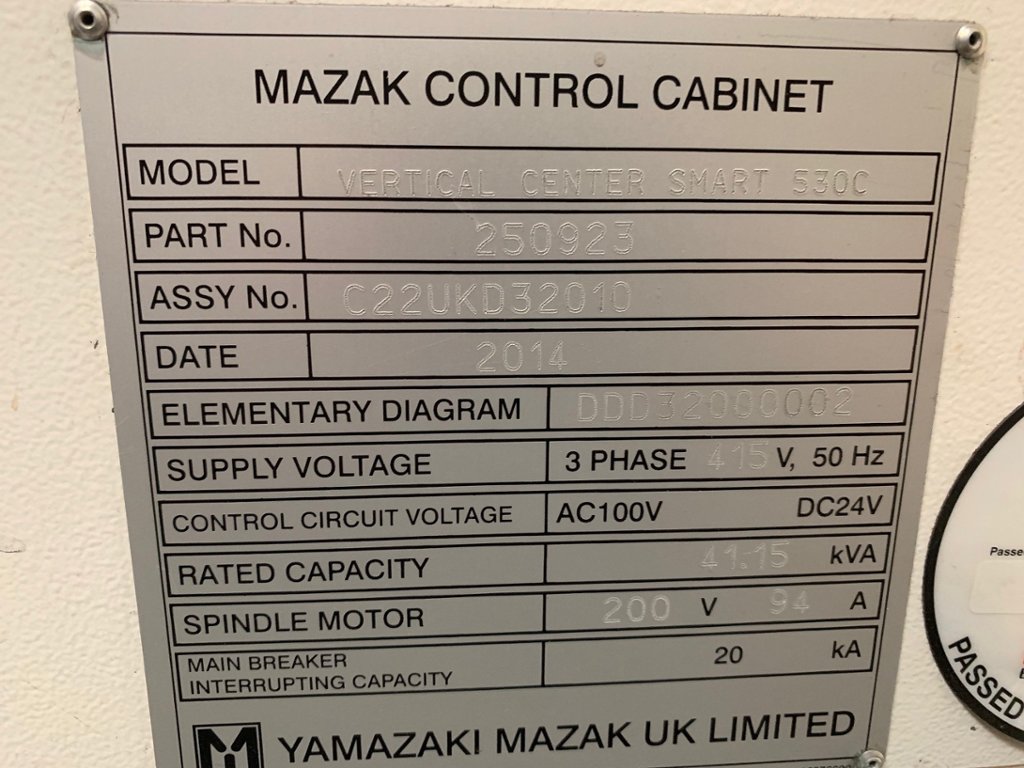 MAZAK CONTROL CABINET
MODEL VERTICAL CENTER SMART 530C
PART No. 250923
ASSY No. C22UKD32010
DATE 2014
ELEMENTARY DIAGRAM DDD32000002
SUPPLY VOLTAGE 3 PHASE 415 V, 50 Hz
CONTROL CIRCUIT VOLTAGE AC100V DC24V
RATED CAPACITY 41.15 kVA
SPINDLE MOTOR 200 V 94 A
MAIN BREAKER
INTERRUPTING CAPACITY 20 kA
YAMAZAKI MAZAK UK LIMITED
PASSED